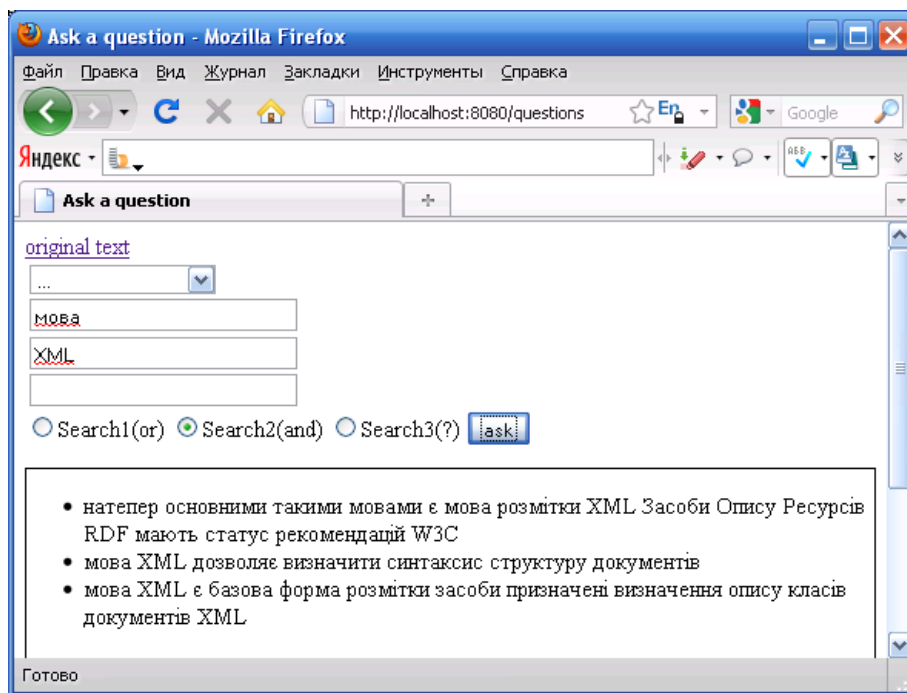 Ask a question - Mozilla Firefox
Файл Правка Вид Журнал Закладки Инструменты Справка
http://localhost:8080/questions En Google
Яндекс
Ask a question
original text
...
мова
XML
Search1(or) Search2(and) Search3(?) ask
натепер основними такими мовами є мова розмітки XML Засоби Опису Ресурсів
RDF мають статус рекомендацій W3C
мова XML дозволяє визначити синтаксис структуру документів
мова XML є базова форма розмітки засоби призначені визначення опису класів
документів XML
Готово